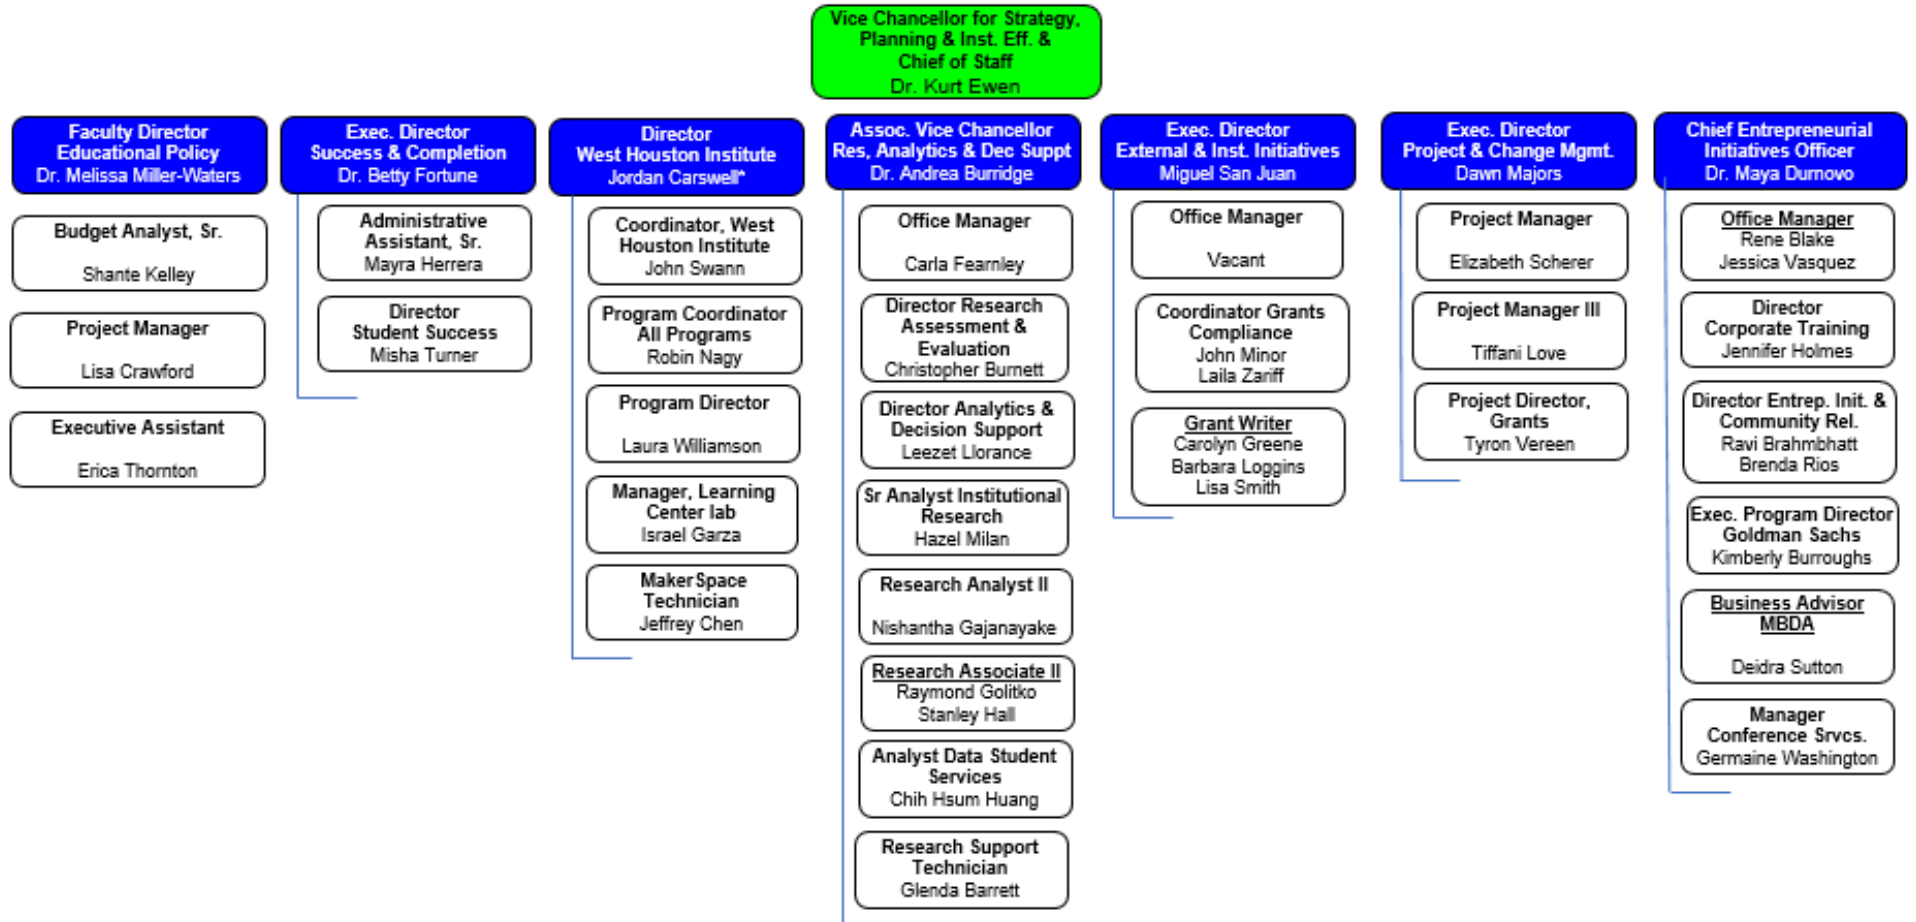 Vice Chancellor for Strategy,
Planning & Inst. Eff. &
Chief of Staff
Dr. Kurt Ewen
Faculty Director
Educational Policy
Dr. Melissa Miller-Waters
Budget Analyst, Sr.
Shante Kelley
Project Manager
Lisa Crawford
Executive Assistant
Erica Thornton
Exec. Director
Success & Completion
Dr. Betty Fortune
Administrative
Assistant, Sr.
Mayra Herrera
Director
Student Success
Misha Turner
Director
West Houston Institute
Jordan Carswell*
Coordinator, West
Houston Institute
John Swann
Program Coordinator
All Programs
Robin Nagy
Program Director
Laura Williamson
Manager, Learning
Center lab
Israel Garza
MakerSpace
Technician
Jeffrey Chen
Assoc. Vice Chancellor
Res, Analytics & Dec Suppt
Dr. Andrea Burridge
Office Manager
Carla Fearnley
Director Research
Assessment &
Evaluation
Christopher Burnett
Director Analytics &
Decision Support
Leezet Llorance
Sr Analyst Institutional
Research
Hazel Milan
Research Analyst II
Nishantha Gajanayake
Research Associate II
Raymond Golitko
Stanley Hall
Analyst Data Student
Services
Chih Hsum Huang
Research Support
Technician
Glenda Barrett
Exec. Director
External & Inst. Initiatives
Miguel San Juan
Office Manager
Vacant
Coordinator Grants
Compliance
John Minor
Laila Zariff
Grant Writer
Carolyn Greene
Barbara Loggins
Lisa Smith
Exec. Director
Project & Change Mgmt.
Dawn Majors
Project Manager
Elizabeth Scherer
Project Manager III
Tiffani Love
Project Director,
Grants
Tyron Vereen
Chief Entrepreneurial
Initiatives Officer
Dr. Maya Durnovo
Office Manager
Rene Blake
Jessica Vasquez
Director
Corporate Training
Jennifer Holmes
Director Entrep. Init. &
Community Rel.
Ravi Brahmbhatt
Brenda Rios
Exec. Program Director
Goldman Sachs
Kimberly Burroughs
Business Advisor
MBDA
Deidra Sutton
Manager
Conference Srvcs.
Germaine Washington